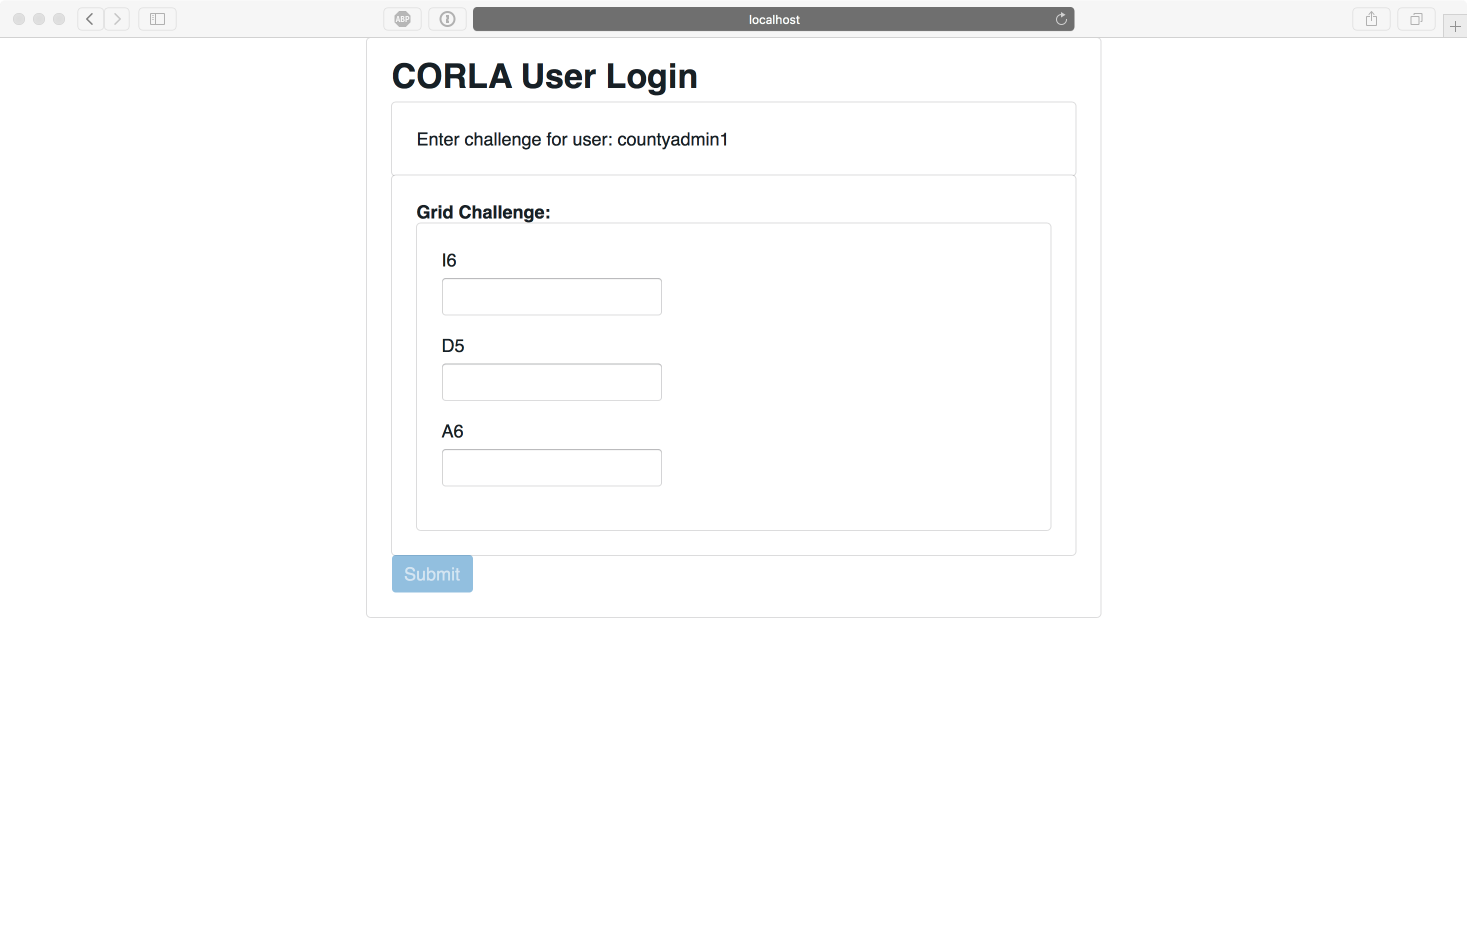 ABP
localhost
CORLA User Login
Enter challenge for user: countyadmin1
Grid Challenge:
I6
D5
A6
Submit